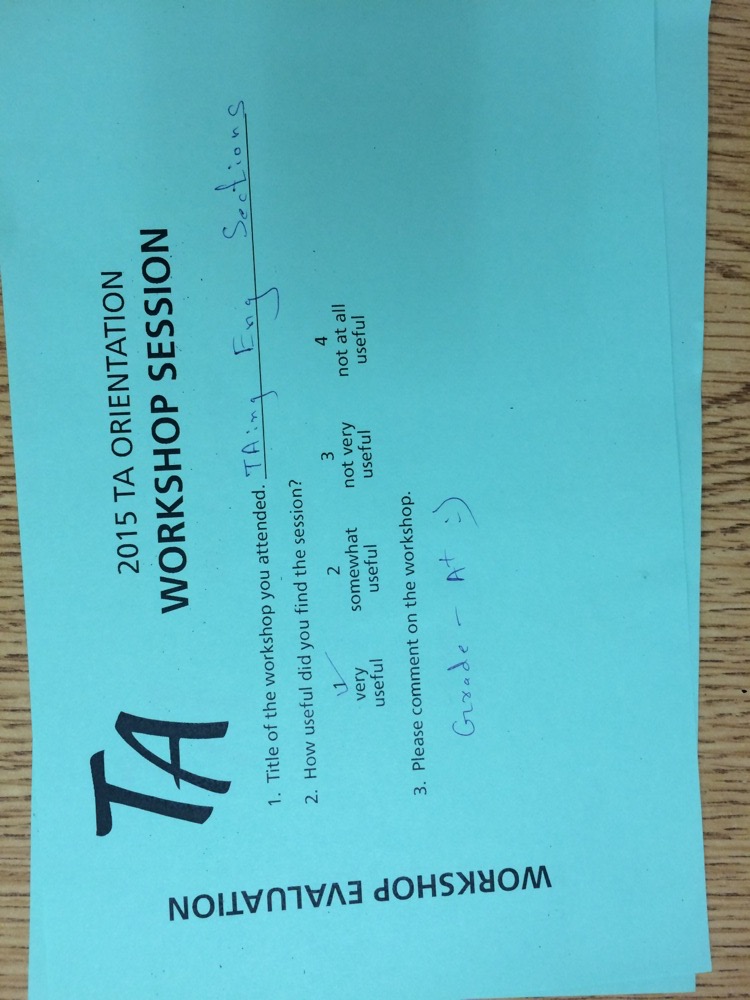 TA
2015 TA ORIENTATION
WORKSHOP SESSION
1. Title of the workshop you attended. TAing Eng Sections
2. How useful did you find the session?
1 2 3 4
very somewhat not very not at all
useful useful useful useful
3. Please comment on the workshop.
Grade - A+ :)
WORKSHOP EVALUATION